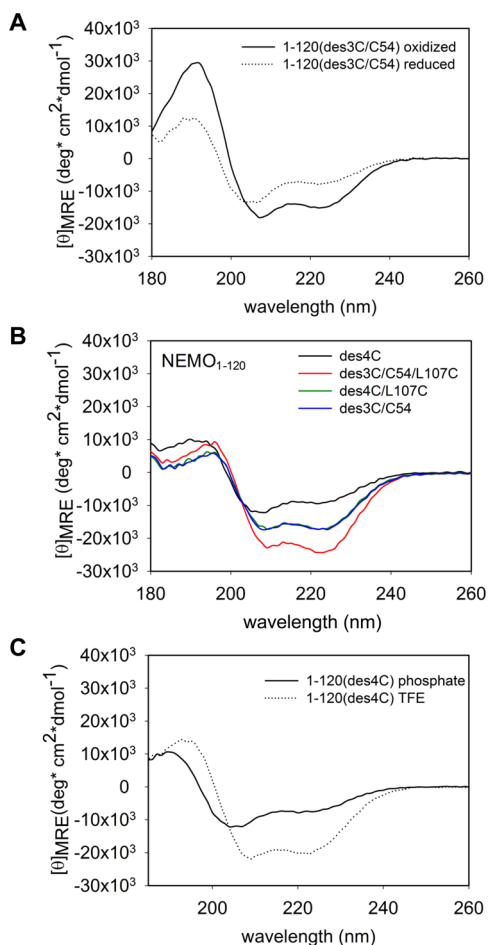 A
1-120(des3C/C54) oxidized
1-120(des3C/C54) reduced
[θ]MRE (deg* cm2*dmol-1)
40x10³
30x10³
20x10³
10x10³
0
-10x10³
-20x10³
-30x10³
180 200 220 240 260
wavelength (nm)
B
NEMO1-120
des4C
des3C/C54/L107C
des4C/L107C
des3C/C54
[θ]MRE (deg* cm2*dmol-1)
40x10³
30x10³
20x10³
10x10³
0
-10x10³
-20x10³
-30x10³
180 200 220 240 260
wavelength (nm)
C
1-120(des4C) phosphate
1-120(des4C) TFE
[θ]MRE(deg* cm2*dmol-1)
40x10³
30x10³
20x10³
10x10³
0
-10x10³
-20x10³
-30x10³
200 220 240 260
wavelength (nm)